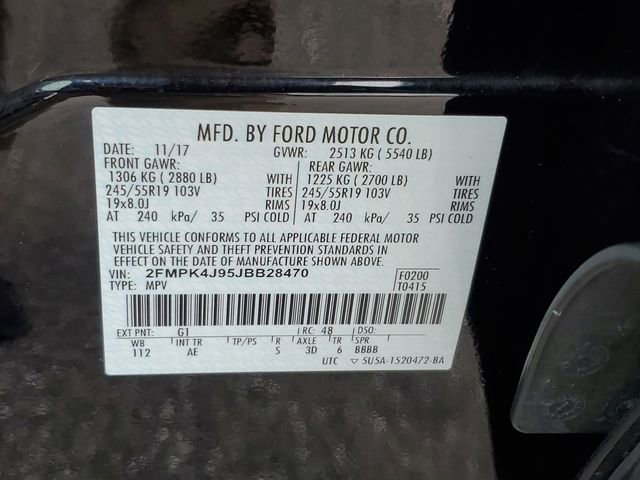 MFD. BY FORD MOTOR CO.
DATE: 11/17 GVWR: 2513 KG ( 5540 LB)
FRONT GAWR: REAR GAWR:
1306 KG ( 2880 LB) WITH 1225 KG ( 2700 LB) WITH
245/55R19 103V TIRES 245/55R19 103V TIRES
19x8.0J RIMS 19x8.0J RIMS
AT 240 kPa/ 35 PSI COLD AT 240 kPa/ 35 PSI COLD
THIS VEHICLE CONFORMS TO ALL APPLICABLE FEDERAL MOTOR
VEHICLE SAFETY AND THEFT PREVENTION STANDARDS IN
EFFECT ON THE DATE OF MANUFACTURE SHOWN ABOVE.
VIN: 2FMPK4J95JBB28470 F0200
TYPE: MPV T0415
EXT PNT: G1 RC: 48 DSO:
WB INT TR TP/PS R AXLE TR SPR
112 AE S 3D 6 BBBB
UTC ▽ 5U5A-1520472-BA